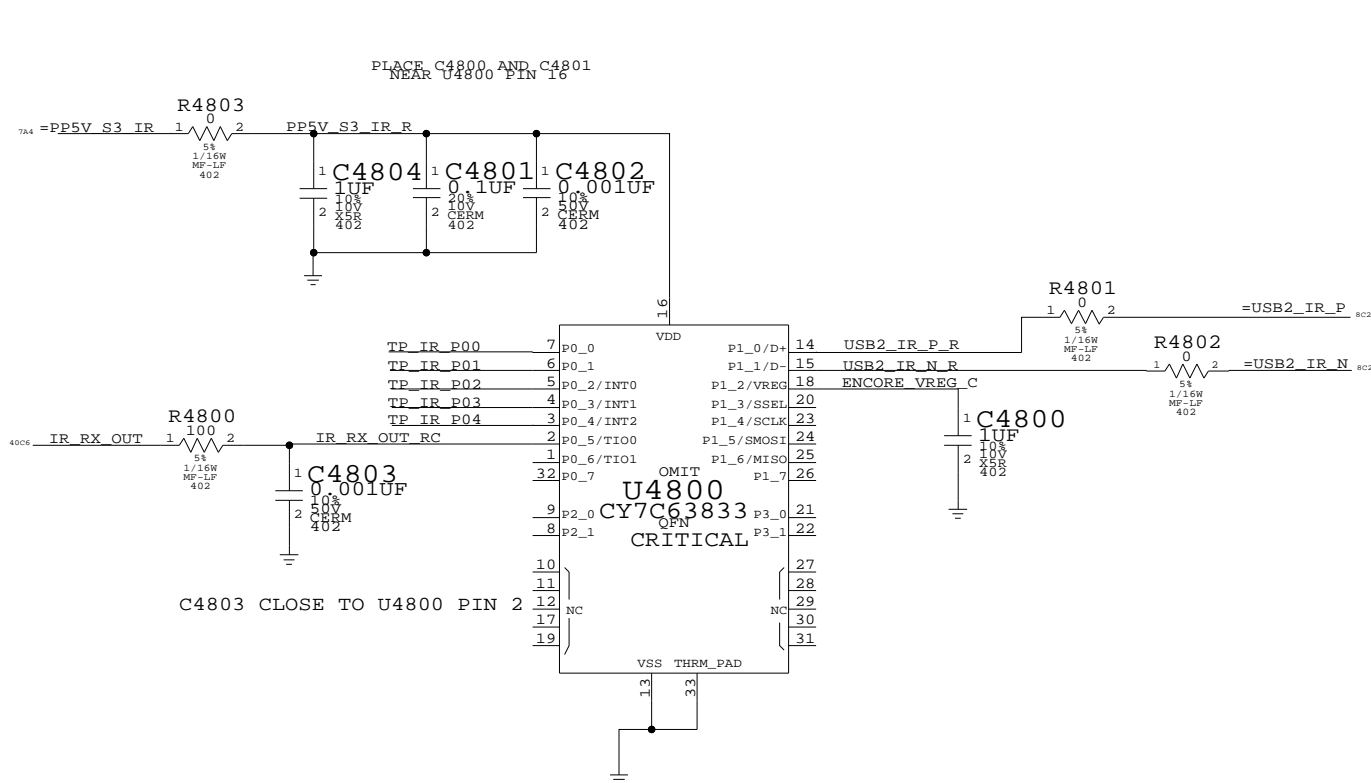 PLACE C4800 AND C4801
NEAR U4800 PIN 16
R4803
0
7A4 =PP5V_S3_IR 1 2 PP5V_S3_IR_R
5%
1/16W
MF-LF
402
1 C4804
1UF
10%
10V
2 X5R
402
1 C4801
0.1UF
20%
10V
2 CERM
402
1 C4802
0.001UF
10%
50V
2 CERM
402
16
VDD
R4801
0
1 2 =USB2_IR_P 8C2
5%
1/16W
MF-LF
402
R4802
0
1 2 =USB2_IR_N 8C2
5%
1/16W
MF-LF
402
TP_IR_P00 7 P0_0
TP_IR_P01 6 P0_1
TP_IR_P02 5 P0_2/INT0
TP_IR_P03 4 P0_3/INT1
TP_IR_P04 3 P0_4/INT2
R4800
100
40C6 IR_RX_OUT 1 2 IR_RX_OUT_RC 2 P0_5/TIO0
5%
1/16W
MF-LF
402
1 P0_6/TIO1
32 P0_7
9 P2_0
8 P2_1
1 C4803
0.001UF
10%
50V
2 CERM
402
P1_0/D+ 14 USB2_IR_P_R
P1_1/D- 15 USB2_IR_N_R
P1_2/VREG 18 ENCORE_VREG_C
P1_3/SSEL 20
P1_4/SCLK 23
P1_5/SMOSI 24
P1_6/MISO 25
P1_7 26
P3_0 21
P3_1 22
1 C4800
1UF
10%
10V
2 X5R
402
OMIT
U4800
CY7C63833
QFN
CRITICAL
C4803 CLOSE TO U4800 PIN 2
10
11
12 NC
17
19
27
28
NC 29
30
31
VSS THRM_PAD
13 33